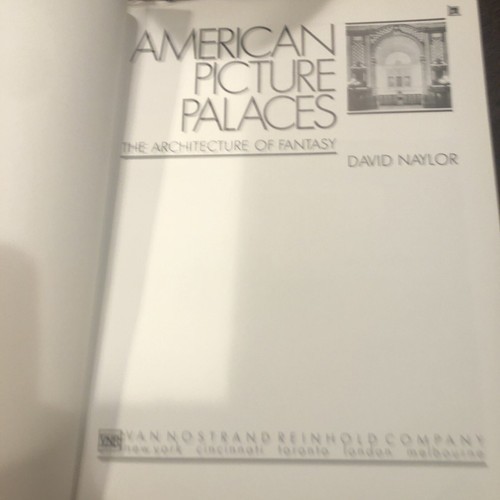 AMERICAN
PICTURE
PALACES
THE ARCHITECTURE OF FANTASY
DAVID NAYLOR
VNR VAN NOSTRAND REINHOLD COMPANY
new york cincinnati toronto london melbourne